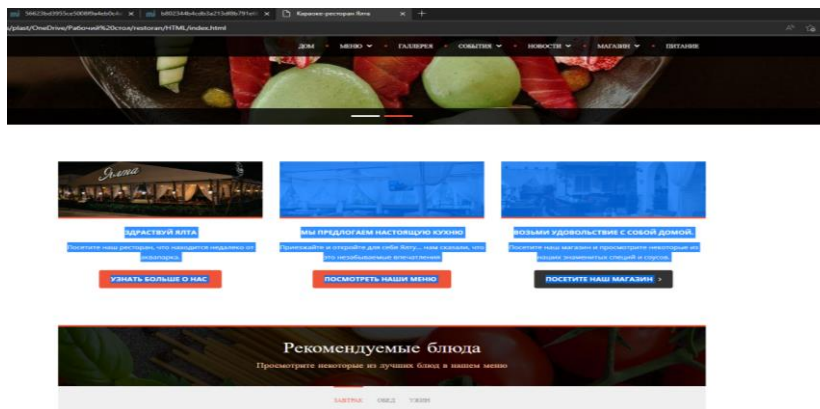 Караоке-ресторан Ялта
plast/OneDrive/Рабочий%20стол/restoran/HTML/index.html
ДОМ МЕНЮ ГАЛЛЕРЕЯ СОБЫТИЯ НОВОСТИ МАГАЗИН ПИТАНИЕ
Ялта
ЗДРАСТВУЙ ЯЛТА
Посетите наш ресторан, что находится недалеко от
аквапарка.
УЗНАТЬ БОЛЬШЕ О НАС
МЫ ПРЕДЛОГАЕМ НАСТОЯЩУЮ КУХНЮ
Приезжайте и откройте для себя Ялту... нам сказали, что
это незабываемые впечатления
ПОСМОТРЕТЬ НАШИ МЕНЮ
ВОЗЬМИ УДОВОЛЬСТВИЕ С СОБОЙ ДОМОЙ.
Посетите наш магазин и просмотрите некоторые из
наших знаменитых специй и соусов.
ПОСЕТИТЕ НАШ МАГАЗИН >
Рекомендуемые блюда
Просмотрите некоторые из лучших блюд в нашем меню
ЗАВТРАК ОБЕД УЖИН